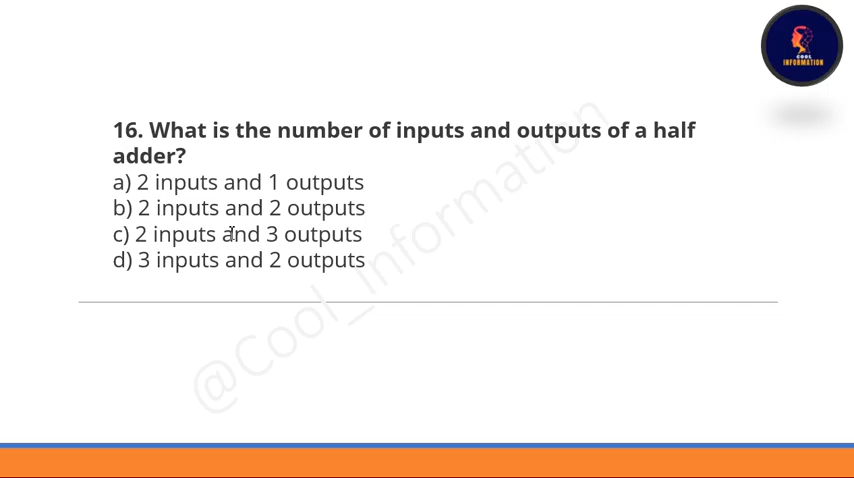 COOL
INFORMATION
16. What is the number of inputs and outputs of a half
adder?
a) 2 inputs and 1 outputs
b) 2 inputs and 2 outputs
c) 2 inputs and 3 outputs
d) 3 inputs and 2 outputs
@Cool_Information